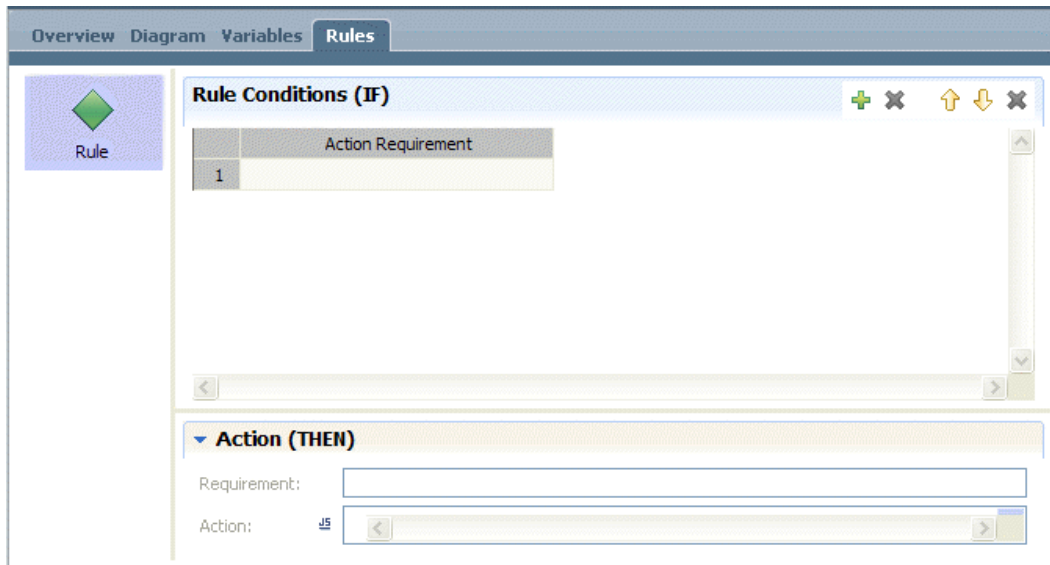 Overview Diagram Variables Rules
Rule
Rule Conditions (IF)
Action Requirement
1
Action (THEN)
Requirement:
Action: JS